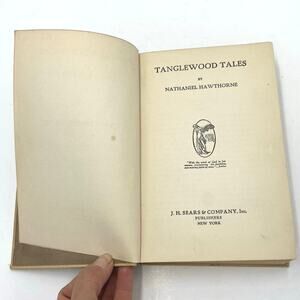 TANGLEWOOD TALES
BY
NATHANIEL HAWTHORNE
J. H. SEARS & COMPANY, Inc.
PUBLISHERS
NEW YORK